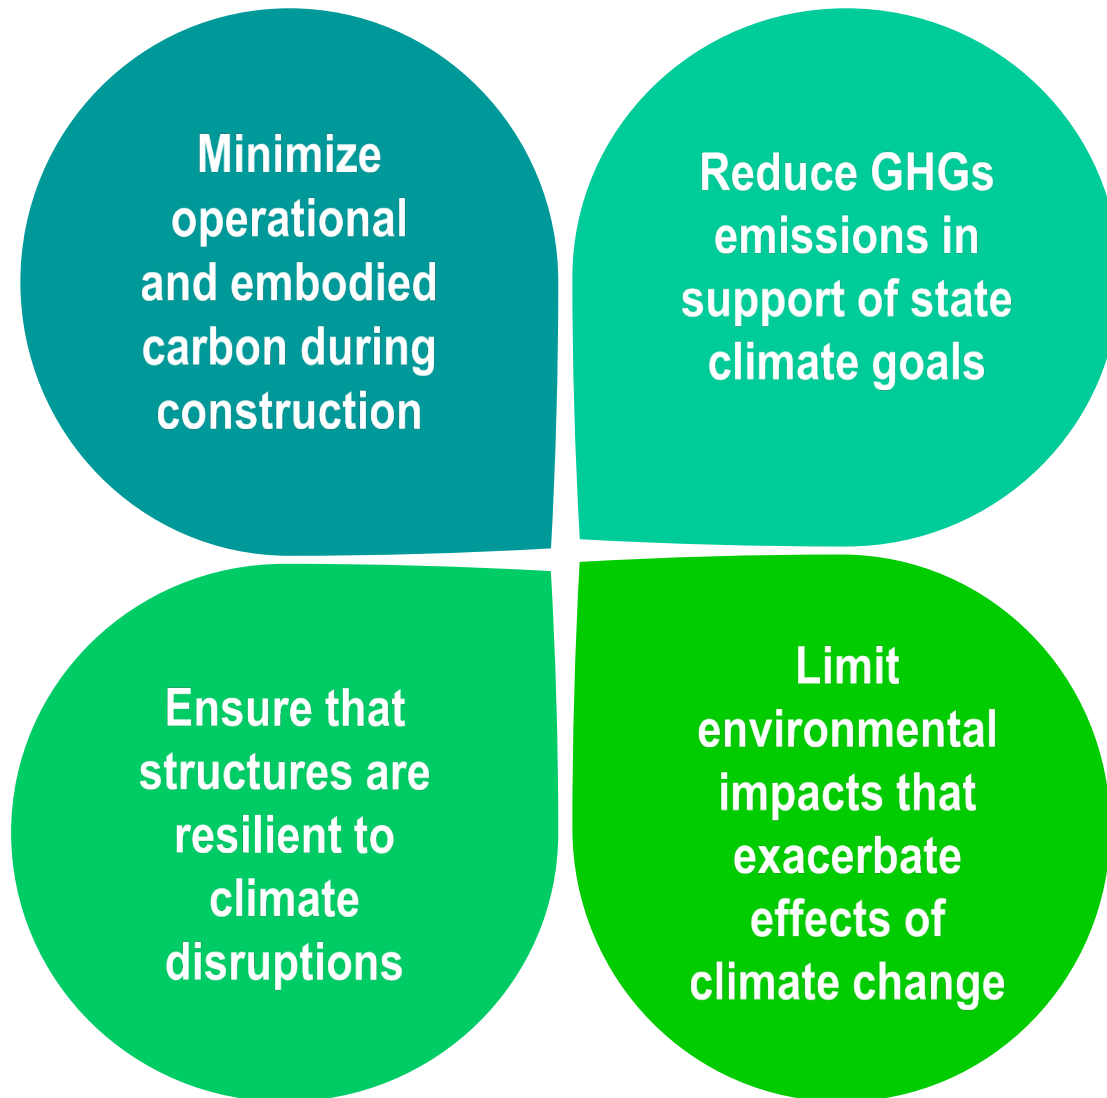 Minimize
operational
and embodied
carbon during
construction
Reduce GHGs
emissions in
support of state
climate goals
Ensure that
structures are
resilient to
climate
disruptions
Limit
environmental
impacts that
exacerbate
effects of
climate change